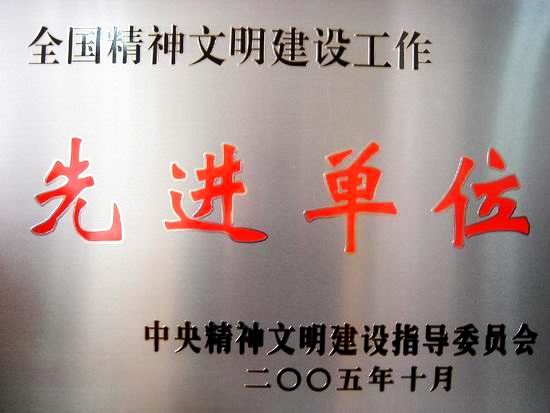 全国精神文明建设工作
先进单位
中央精神文明建设指导委员会
二〇〇五年十月